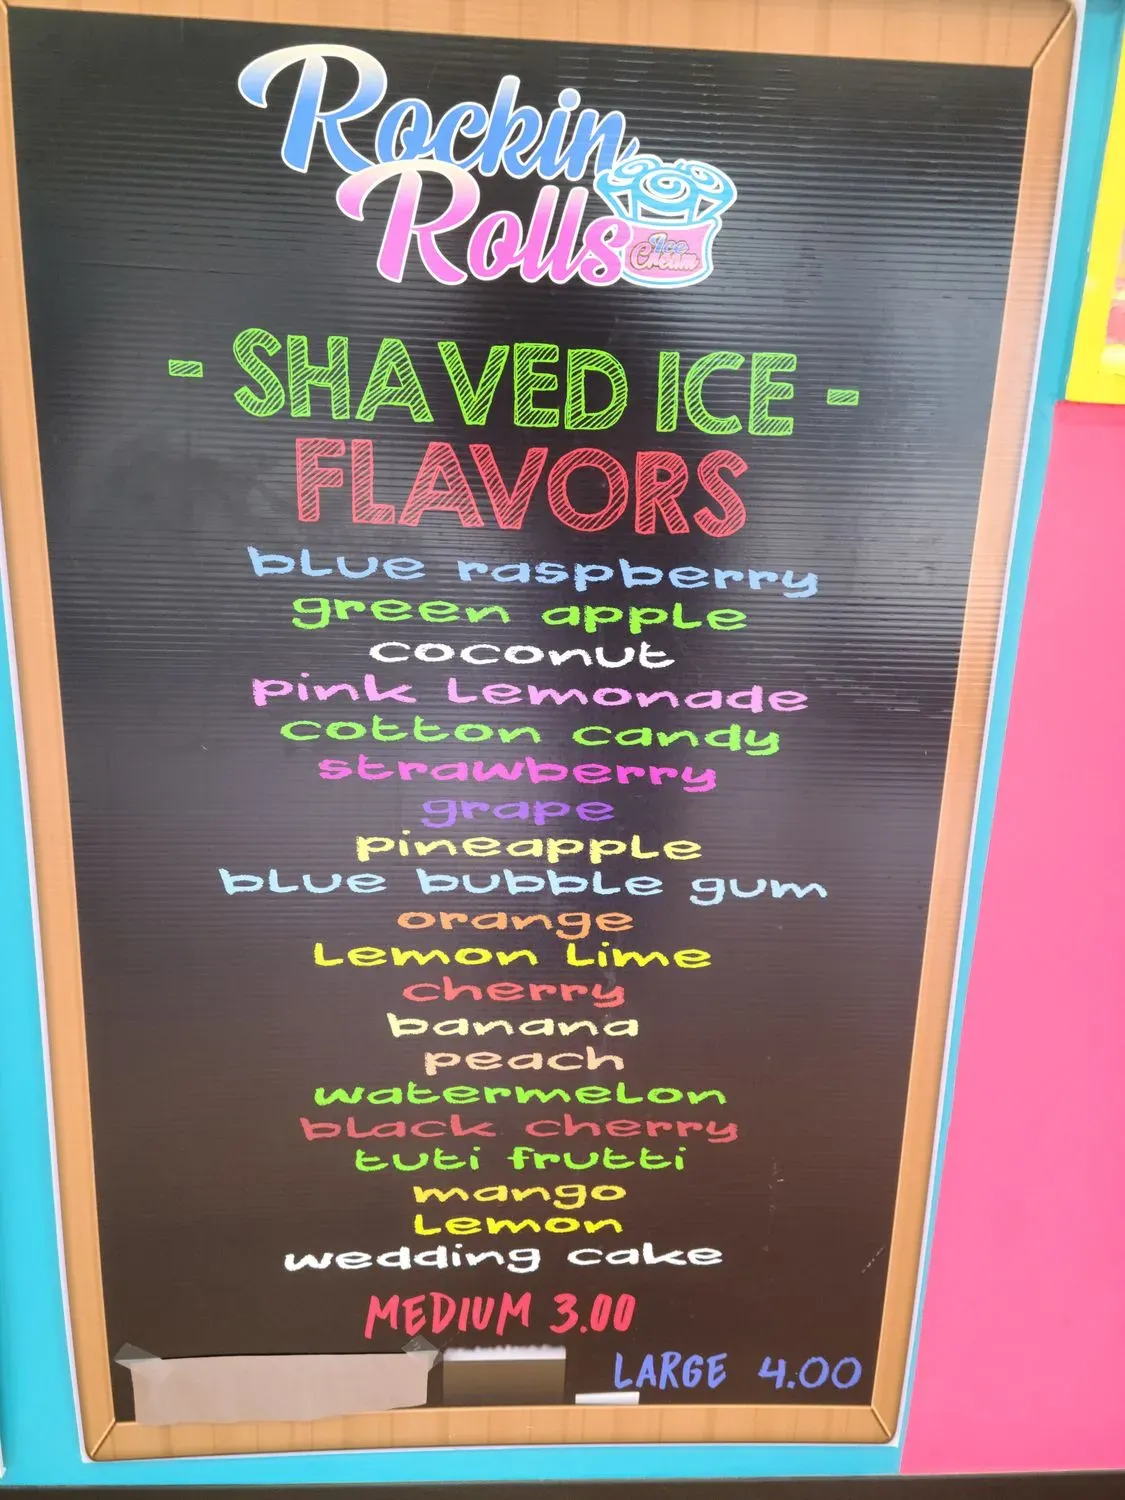 Rockin
Rolls
Ice
Cream
- SHAVED ICE -
FLAVORS
blue raspberry
green apple
coconut
pink Lemonade
cotton candy
strawberry
grape
pineapple
blue bubble gum
orange
Lemon Lime
cherry
banana
peach
watermelon
black cherry
tuti frutti
mango
Lemon
wedding cake
MEDIUM 3.00
LARGE 4.00